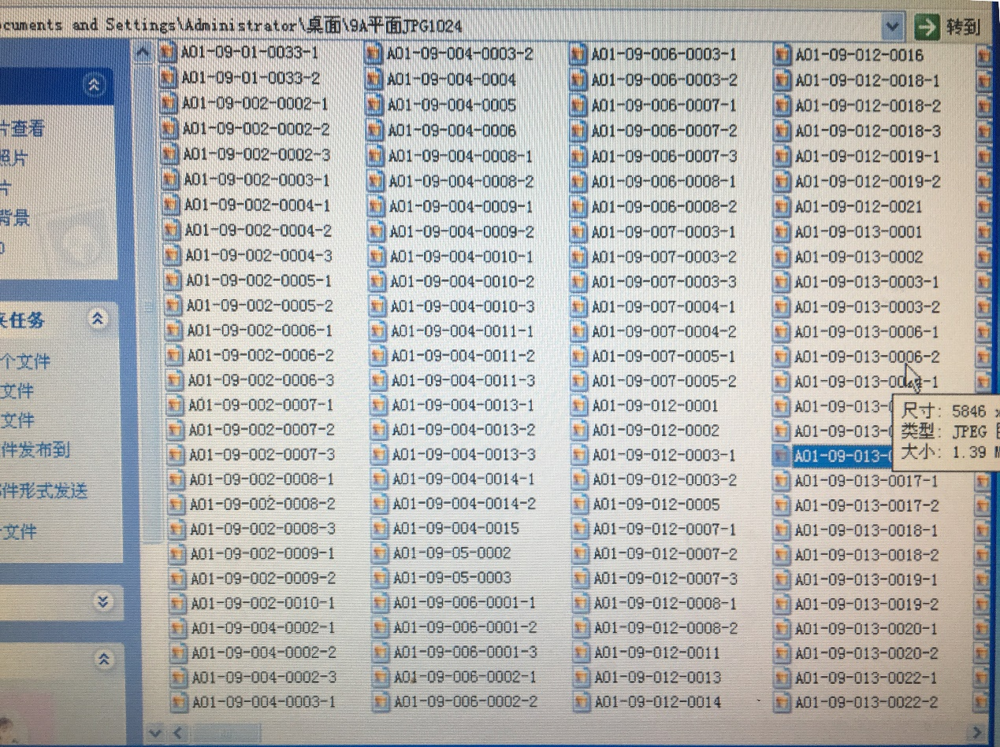 ocuments and Settings\Administrator\桌面\9A平面JPG1024
转到
片查看
照片
片
背景
夹任务
个文件
文件
文件
件发布到
件形式发送
文件
A01-09-01-0033-1
A01-09-01-0033-2
A01-09-002-0002-1
A01-09-002-0002-2
A01-09-002-0002-3
A01-09-002-0003-1
A01-09-002-0004-1
A01-09-002-0004-2
A01-09-002-0004-3
A01-09-002-0005-1
A01-09-002-0005-2
A01-09-002-0006-1
A01-09-002-0006-2
A01-09-002-0006-3
A01-09-002-0007-1
A01-09-002-0007-2
A01-09-002-0007-3
A01-09-002-0008-1
A01-09-002-0008-2
A01-09-002-0008-3
A01-09-002-0009-1
A01-09-002-0009-2
A01-09-002-0010-1
A01-09-004-0002-1
A01-09-004-0002-2
A01-09-004-0002-3
A01-09-004-0003-1
A01-09-004-0003-2
A01-09-004-0004
A01-09-004-0005
A01-09-004-0006
A01-09-004-0008-1
A01-09-004-0008-2
A01-09-004-0009-1
A01-09-004-0009-2
A01-09-004-0010-1
A01-09-004-0010-2
A01-09-004-0010-3
A01-09-004-0011-1
A01-09-004-0011-2
A01-09-004-0011-3
A01-09-004-0013-1
A01-09-004-0013-2
A01-09-004-0013-3
A01-09-004-0014-1
A01-09-004-0014-2
A01-09-004-0015
A01-09-05-0002
A01-09-05-0003
A01-09-006-0001-1
A01-09-006-0001-2
A01-09-006-0001-3
A01-09-006-0002-1
A01-09-006-0002-2
A01-09-006-0003-1
A01-09-006-0003-2
A01-09-006-0007-1
A01-09-006-0007-2
A01-09-006-0007-3
A01-09-006-0008-1
A01-09-006-0008-2
A01-09-007-0003-1
A01-09-007-0003-2
A01-09-007-0003-3
A01-09-007-0004-1
A01-09-007-0004-2
A01-09-007-0005-1
A01-09-007-0005-2
A01-09-012-0001
A01-09-012-0002
A01-09-012-0003-1
A01-09-012-0003-2
A01-09-012-0005
A01-09-012-0007-1
A01-09-012-0007-2
A01-09-012-0007-3
A01-09-012-0008-1
A01-09-012-0008-2
A01-09-012-0011
A01-09-012-0013
A01-09-012-0014
A01-09-012-0016
A01-09-012-0018-1
A01-09-012-0018-2
A01-09-012-0018-3
A01-09-012-0019-1
A01-09-012-0019-2
A01-09-012-0021
A01-09-013-0001
A01-09-013-0002
A01-09-013-0003-1
A01-09-013-0003-2
A01-09-013-0006-1
A01-09-013-0006-2
A01-09-013-0
A01-09-013-0
A01-09-013-0
A01-09-013-0017-1
A01-09-013-0017-2
A01-09-013-0018-1
A01-09-013-0018-2
A01-09-013-0019-1
A01-09-013-0019-2
A01-09-013-0020-1
A01-09-013-0020-2
A01-09-013-0022-1
A01-09-013-0022-2
尺寸: 5846 x
类型: JPEG
大小: 1.39 M